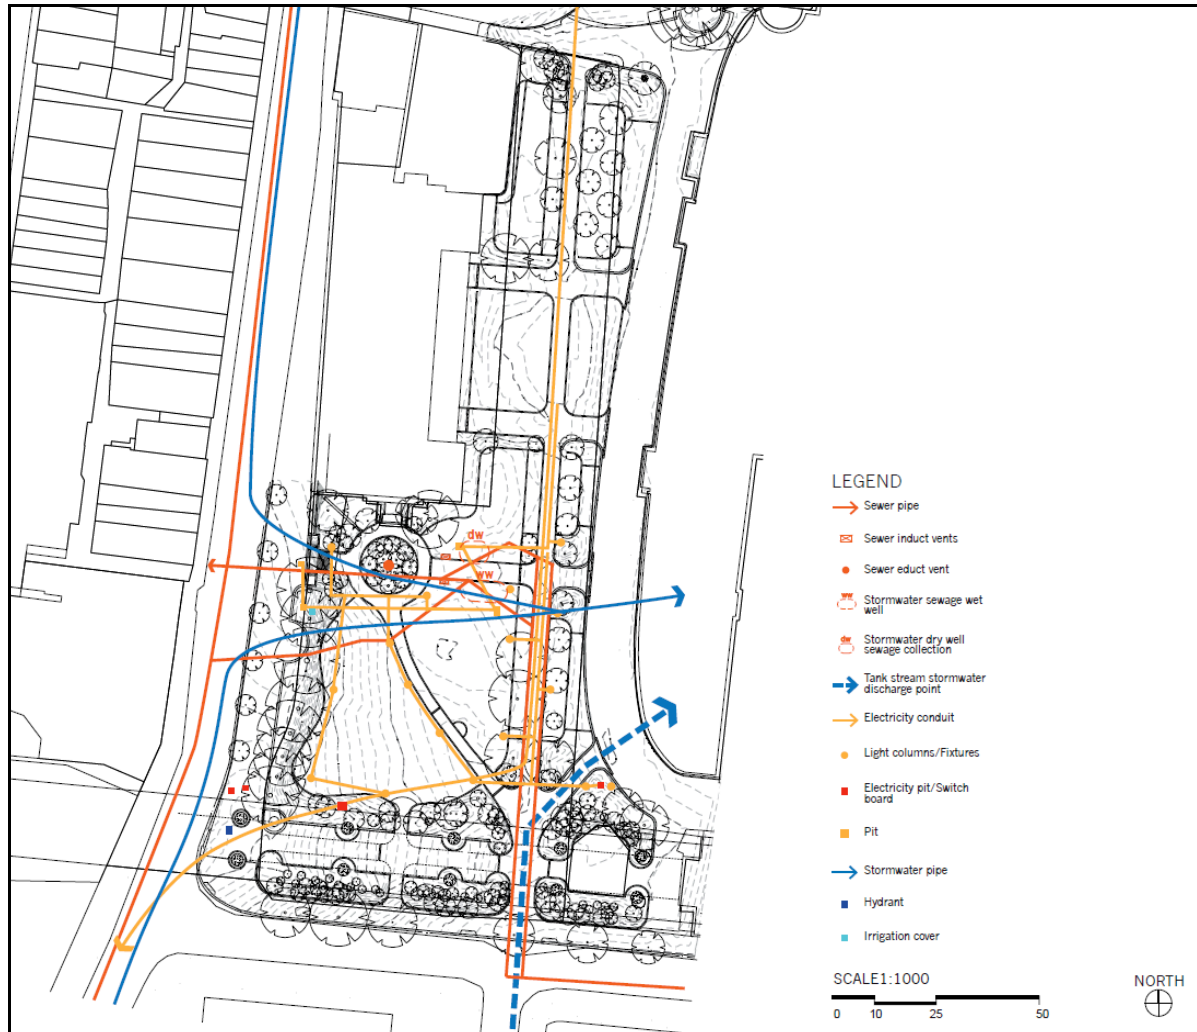 dw
ww
LEGEND
Sewer pipe
Sewer induct vents
Sewer educt vent
ww
Stormwater sewage wet
well
dw
Stormwater dry well
sewage collection
Tank stream stormwater
discharge point
Electricity conduit
Light columns/Fixtures
Electricity pit/Switch
board
Pit
Stormwater pipe
Hydrant
Irrigation cover
SCALE1:1000
0 10 25 50
NORTH